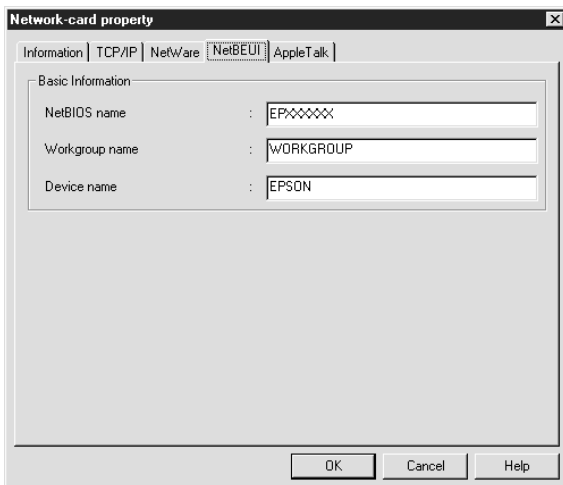 Network-card property
Information TCP/IP NetWare NetBEUI AppleTalk
Basic Information
NetBIOS name : EPXXXXXX
Workgroup name : WORKGROUP
Device name : EPSON
OK Cancel Help